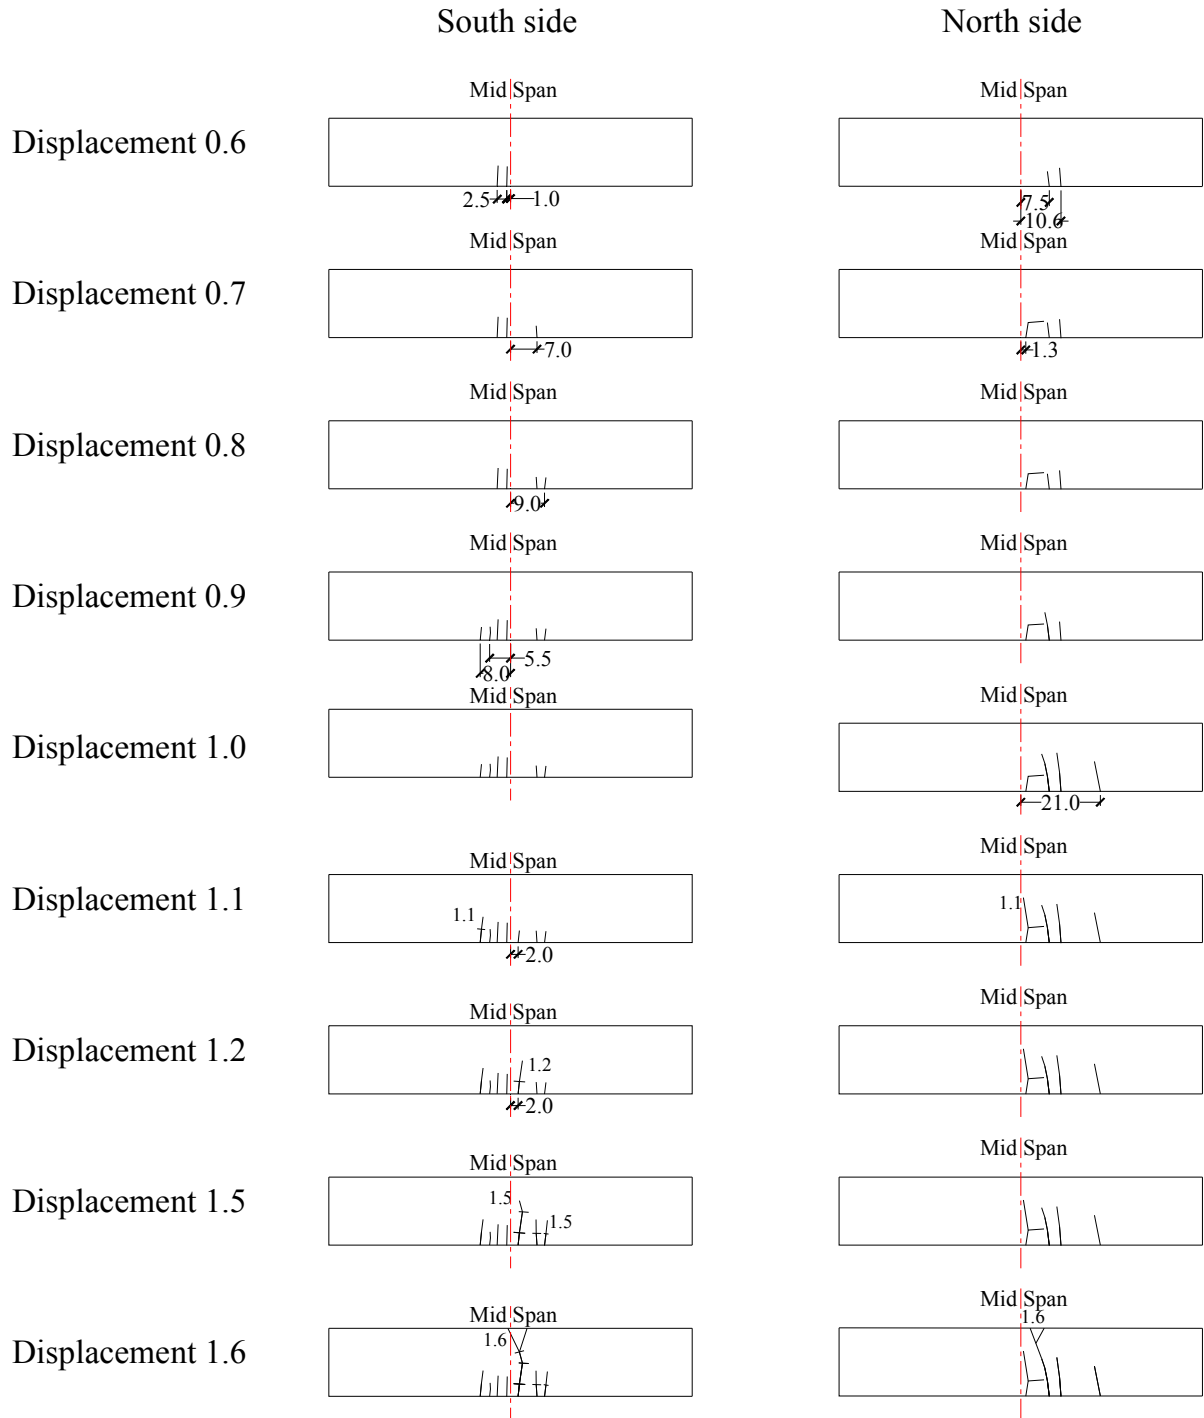 South side
North side
Mid Span
Mid Span
Displacement 0.6
2.5
1.0
7.5
10.6
Mid Span
Mid Span
Displacement 0.7
7.0
1.3
Mid Span
Mid Span
Displacement 0.8
9.0
Mid Span
Mid Span
Displacement 0.9
5.5
8.0
Mid Span
Mid Span
Displacement 1.0
21.0
Mid Span
Mid Span
Displacement 1.1
1.1
1.1
2.0
Mid Span
Mid Span
Displacement 1.2
1.2
2.0
Mid Span
Mid Span
Displacement 1.5
1.5
1.5
Mid Span
Mid Span
Displacement 1.6
1.6
1.6